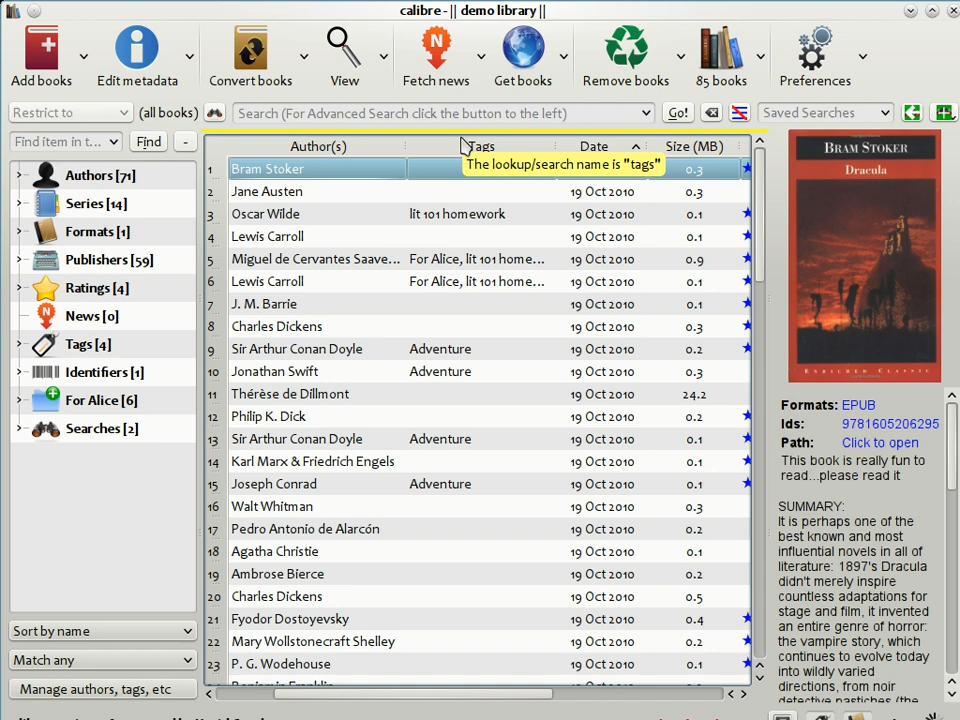 calibre - || demo library ||
Add books
Edit metadata
Convert books
View
Fetch news
Get books
Remove books
85 books
Preferences
Restrict to
(all books)
Search (For Advanced Search click the button to the left)
Go!
Saved Searches
Find item in t...
Find
-
Authors [71]
Series [14]
Formats [1]
Publishers [59]
Ratings [4]
News [0]
Tags [4]
Identifiers [1]
For Alice [6]
Searches [2]
Sort by name
Match any
Manage authors, tags, etc
Author(s) Tags Date Size (MB)
The lookup/search name is "tags"
1 Bram Stoker 0.3
2 Jane Austen 19 Oct 2010 0.3
3 Oscar Wilde lit 101 homework 19 Oct 2010 0.1
4 Lewis Carroll 19 Oct 2010 0.1
5 Miguel de Cervantes Saave... For Alice, lit 101 home... 19 Oct 2010 0.9
6 Lewis Carroll For Alice, lit 101 home... 19 Oct 2010 0.1
7 J. M. Barrie 19 Oct 2010 0.1
8 Charles Dickens 19 Oct 2010 0.3
9 Sir Arthur Conan Doyle Adventure 19 Oct 2010 0.2
10 Jonathan Swift Adventure 19 Oct 2010 0.3
11 Thérèse de Dillmont 19 Oct 2010 24.2
12 Philip K. Dick 19 Oct 2010 0.2
13 Sir Arthur Conan Doyle Adventure 19 Oct 2010 0.1
14 Karl Marx & Friedrich Engels 19 Oct 2010 0.1
15 Joseph Conrad Adventure 19 Oct 2010 0.1
16 Walt Whitman 19 Oct 2010 0.3
17 Pedro Antonio de Alarcón 19 Oct 2010 0.2
18 Agatha Christie 19 Oct 2010 0.1
19 Ambrose Bierce 19 Oct 2010 0.2
20 Charles Dickens 19 Oct 2010 0.5
21 Fyodor Dostoyevsky 19 Oct 2010 0.4
22 Mary Wollstonecraft Shelley 19 Oct 2010 0.2
23 P. G. Wodehouse 19 Oct 2010 0.1
BRAM STOKER
Dracula
ENRICHED CLASSIC
Formats: EPUB
Ids: 9781605206295
Path: Click to open
This book is really fun to
read...please read it
SUMMARY:
It is perhaps one of the
best known and most
influential novels in all of
literature: 1897's Dracula
didn't merely inspire
countless adaptations for
stage and film, it invented
an entire genre of horror:
the vampire story, which
continues to evolve today
into wildly varied
directions, from noir
detective pastiches (the